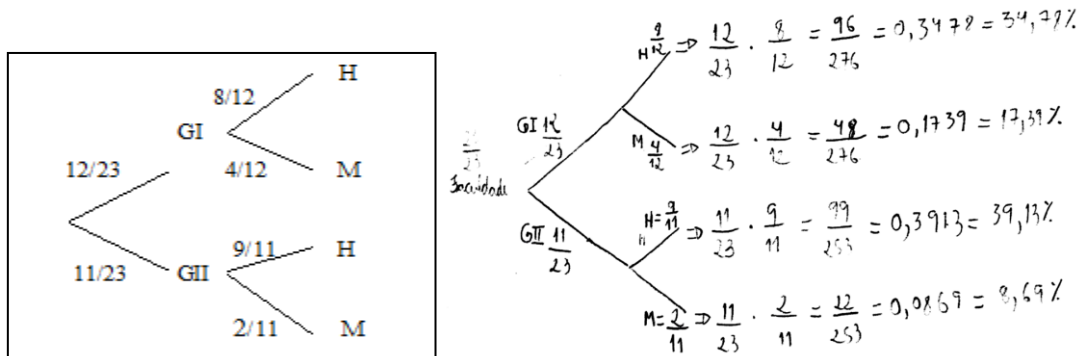 H
8/12
GI
12/23
4/12
M
9/11
H
11/23
GII
2/11
M
H 8/12 ⇒ 12/23 · 8/12 = 96/276 = 0,3478 = 34,78%
GI 12/23
M 4/12 ⇒ 12/23 · 4/12 = 48/276 = 0,1739 = 17,39%
23
H = 9/11 ⇒ 11/23 · 9/11 = 99/253 = 0,3913 = 39,13%
GII 11/23
M = 2/11 ⇒ 11/23 · 2/11 = 22/253 = 0,0869 = 8,69%